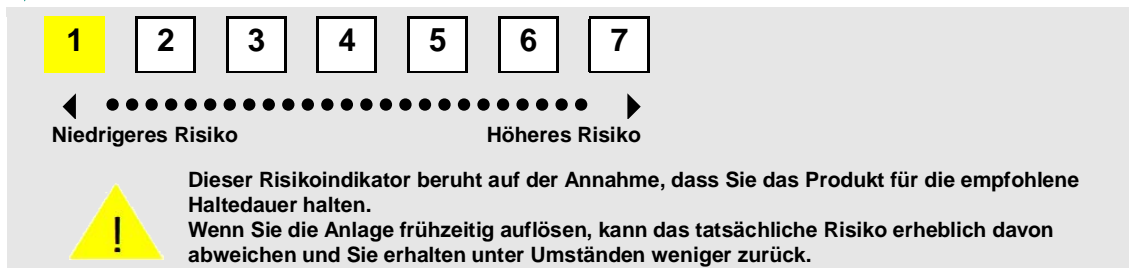 1 2 3 4 5 6 7
Niedrigeres Risiko Höheres Risiko
Dieser Risikoindikator beruht auf der Annahme, dass Sie das Produkt für die empfohlene
Haltedauer halten.
Wenn Sie die Anlage frühzeitig auflösen, kann das tatsächliche Risiko erheblich davon
abweichen und Sie erhalten unter Umständen weniger zurück.
!